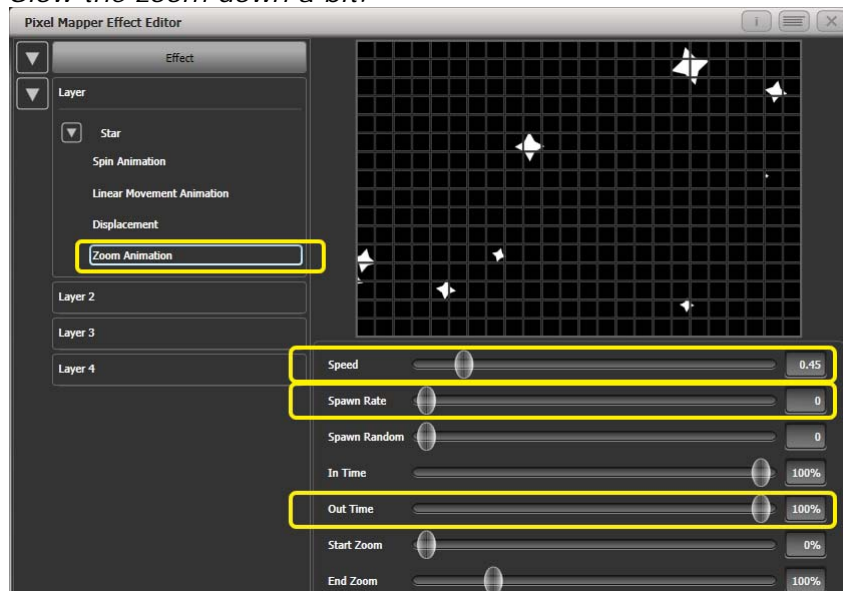 Slow the zoom down a bit.
Pixel Mapper Effect Editor
Effect
Layer
Star
Spin Animation
Linear Movement Animation
Displacement
Zoom Animation
Layer 2
Layer 3
Layer 4
Speed 0.45
Spawn Rate 0
Spawn Random 0
In Time 100%
Out Time 100%
Start Zoom 0%
End Zoom 100%